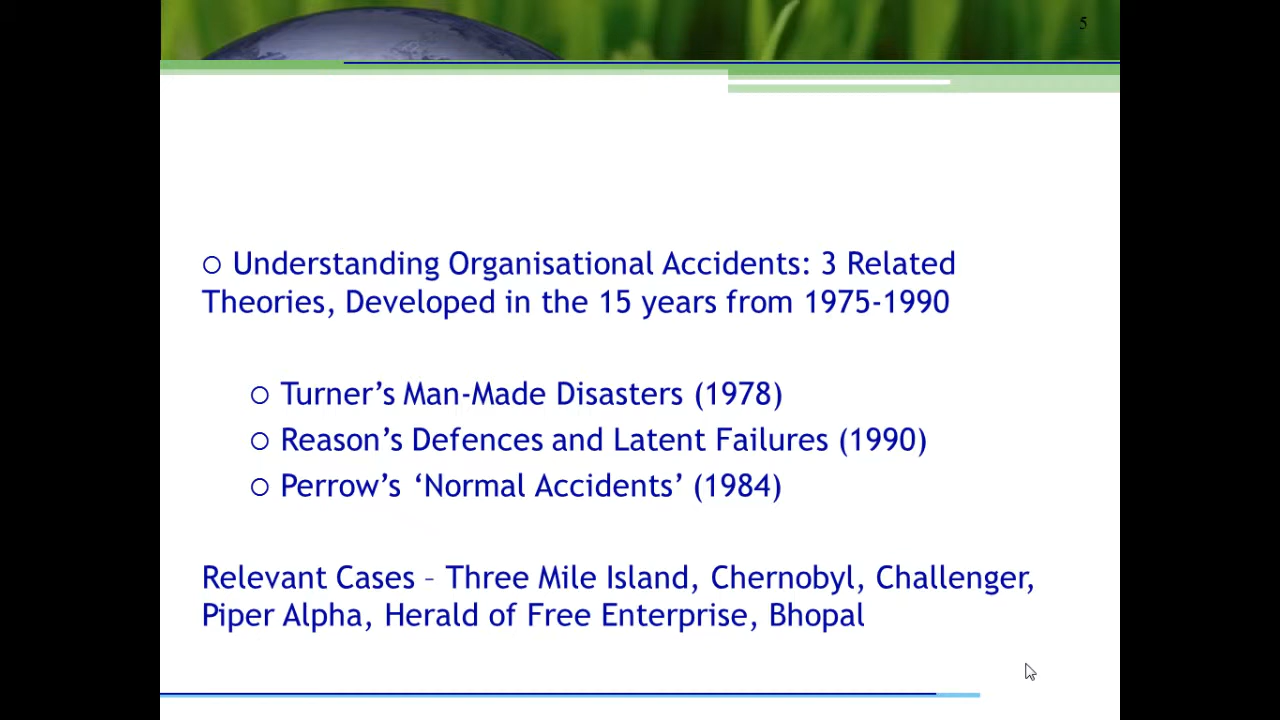 5
Understanding Organisational Accidents: 3 Related
Theories, Developed in the 15 years from 1975-1990
Turner’s Man-Made Disasters (1978)
Reason’s Defences and Latent Failures (1990)
Perrow’s ‘Normal Accidents’ (1984)
Relevant Cases – Three Mile Island, Chernobyl, Challenger,
Piper Alpha, Herald of Free Enterprise, Bhopal